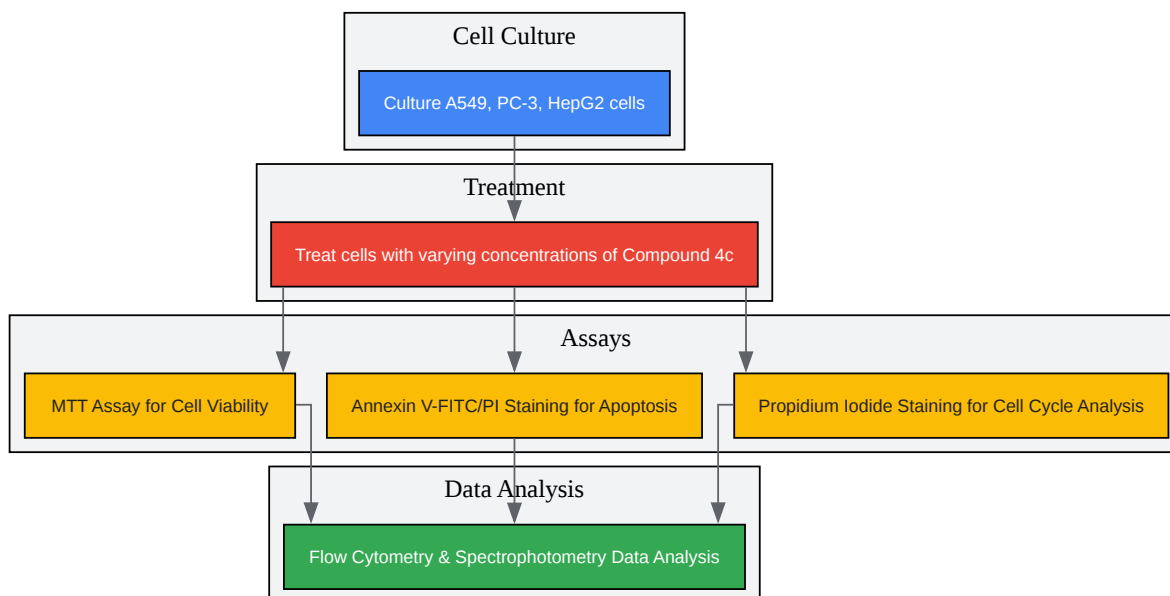 Cell Culture
Culture A549, PC-3, HepG2 cells
Treatment
Treat cells with varying concentrations of Compound 4c
Assays
MTT Assay for Cell Viability
Annexin V-FITC/PI Staining for Apoptosis
Propidium Iodide Staining for Cell Cycle Analysis
Data Analysis
Flow Cytometry & Spectrophotometry Data Analysis